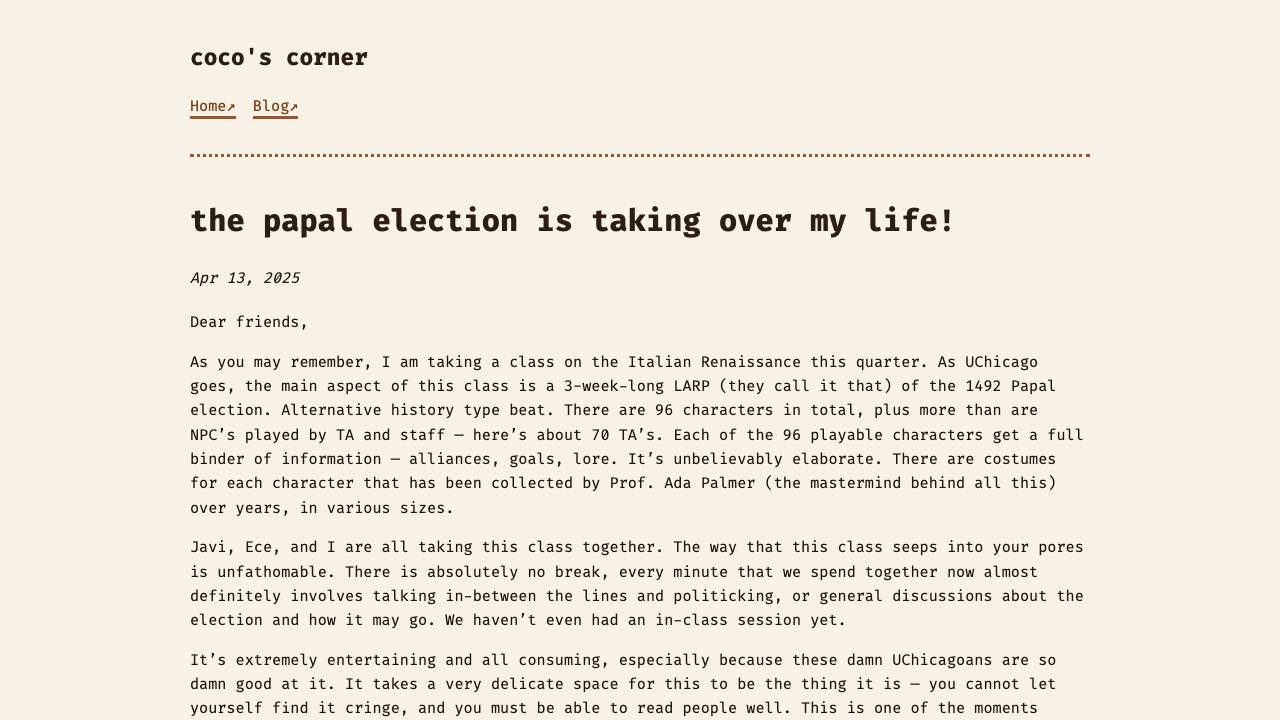 coco's corner
Home↗ Blog↗
the papal election is taking over my life!
Apr 13, 2025
Dear friends,
As you may remember, I am taking a class on the Italian Renaissance this quarter. As UChicago
goes, the main aspect of this class is a 3-week-long LARP (they call it that) of the 1492 Papal
election. Alternative history type beat. There are 96 characters in total, plus more than are
NPC’s played by TA and staff — here’s about 70 TA’s. Each of the 96 playable characters get a full
binder of information — alliances, goals, lore. It’s unbelievably elaborate. There are costumes
for each character that has been collected by Prof. Ada Palmer (the mastermind behind all this)
over years, in various sizes.
Javi, Ece, and I are all taking this class together. The way that this class seeps into your pores
is unfathomable. There is absolutely no break, every minute that we spend together now almost
definitely involves talking in-between the lines and politicking, or general discussions about the
election and how it may go. We haven’t even had an in-class session yet.
It’s extremely entertaining and all consuming, especially because these damn UChicagoans are so
damn good at it. It takes a very delicate space for this to be the thing it is — you cannot let
yourself find it cringe, and you must be able to read people well. This is one of the moments